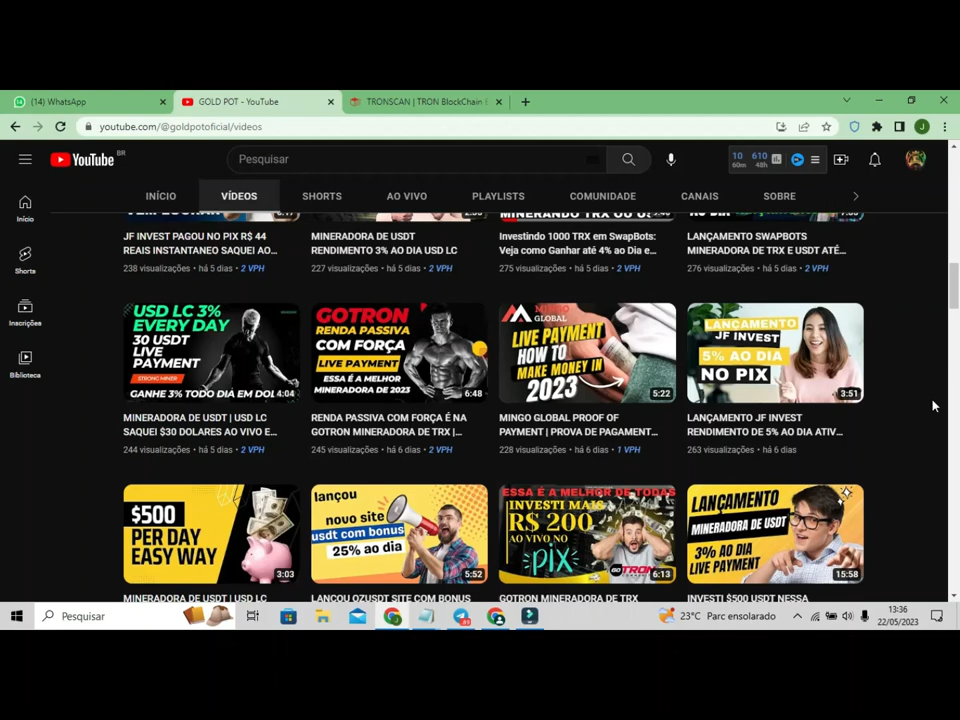 (14) WhatsApp
GOLD POT - YouTube
TRONSCAN | TRON BlockChain
youtube.com/@goldpotoficial/videos
YouTube BR
Pesquisar
10 60m 610 48h
J
INÍCIO VÍDEOS SHORTS AO VIVO PLAYLISTS COMUNIDADE CANAIS SOBRE
Início
Shorts
Inscrições
Biblioteca
JF INVEST PAGOU NO PIX R$ 44
REAIS INSTANTANEO SAQUEI AO...
238 visualizações • há 5 dias • 2 VPH
MINERADORA DE USDT
RENDIMENTO 3% AO DIA USD LC
227 visualizações • há 5 dias • 2 VPH
MINERANDO TRX OU
Investindo 1000 TRX em SwapBots:
Veja como Ganhar até 4% ao Dia e...
275 visualizações • há 5 dias • 2 VPH
LANÇAMENTO SWAPBOTS
MINERADORA DE TRX E USDT ATÉ...
276 visualizações • há 5 dias • 2 VPH
USD LC 3%
EVERY DAY
30 USDT
LIVE
PAYMENT
STRONG MINER
GANHE 3% TODO DIA EM DOL
4:04
MINERADORA DE USDT | USD LC
SAQUEI $30 DOLARES AO VIVO E...
244 visualizações • há 5 dias • 2 VPH
GOTRON
RENDA PASSIVA
COM FORÇA
LIVE PAYMENT
ESSA É A MELHOR
MINERADORA DE 2023
6:48
RENDA PASSIVA COM FORÇA É NA
GOTRON MINERADORA DE TRX |...
245 visualizações • há 6 dias • 2 VPH
MINGO
GLOBAL
LIVE PAYMENT
HOW TO
MAKE MONEY IN
2023
5:22
MINGO GLOBAL PROOF OF
PAYMENT | PROVA DE PAGAMENT...
228 visualizações • há 6 dias • 1 VPH
LANÇAMENTO
JF INVEST
5% AO DIA
NO PIX
3:51
LANÇAMENTO JF INVEST
RENDIMENTO DE 5% AO DIA ATIV...
263 visualizações • há 6 dias
$500
PER DAY
EASY WAY
3:03
lançou
novo site
usdt com bonus
25% ao dia
5:52
LANCOU OZUSDT SITE COM BONUS
ESSA É A MELHOR DE TODAS
INVESTI MAIS
R$ 200
AO VIVO NO
pix
GOTRON
6:13
GOTRON MINERADORA DE TRX
LANÇAMENTO
MINERADORA DE USDT
3% AO DIA
LIVE PAYMENT
15:58
INVESTI $500 USDT NESSA
Pesquisar
23°C Parc ensolarado
13:36
22/05/2023